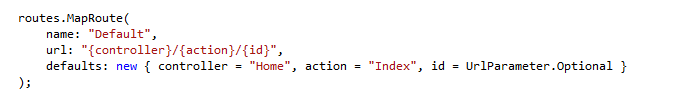 routes.MapRoute(
    name: "Default",
    url: "{controller}/{action}/{id}",
    defaults: new { controller = "Home", action = "Index", id = UrlParameter.Optional }
);